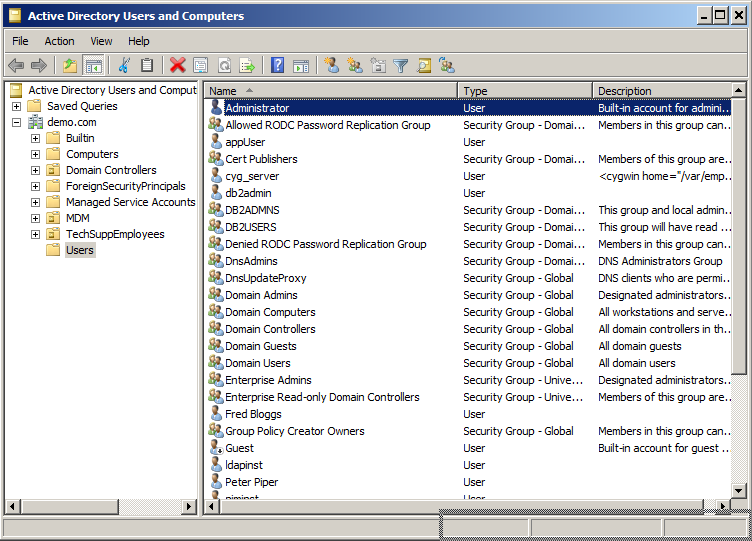 Active Directory Users and Computers
File Action View Help
Active Directory Users and Comput
Saved Queries
demo.com
Builtin
Computers
Domain Controllers
ForeignSecurityPrincipals
Managed Service Accounts
MDM
TechSuppEmployees
Users
Name Type Description
Administrator User Built-in account for admini...
Allowed RODC Password Replication Group Security Group - Domai... Members in this group can...
appUser User
Cert Publishers Security Group - Domai... Members of this group are...
cyg_server User <cygwin home="/var/emp...
db2admin User
DB2ADMNS Security Group - Domai... This group and local admin...
DB2USERS Security Group - Domai... This group will have read ...
Denied RODC Password Replication Group Security Group - Domai... Members in this group can...
DnsAdmins Security Group - Domai... DNS Administrators Group
DnsUpdateProxy Security Group - Global DNS clients who are permi...
Domain Admins Security Group - Global Designated administrators...
Domain Computers Security Group - Global All workstations and serve...
Domain Controllers Security Group - Global All domain controllers in th...
Domain Guests Security Group - Global All domain guests
Domain Users Security Group - Global All domain users
Enterprise Admins Security Group - Unive... Designated administrators...
Enterprise Read-only Domain Controllers Security Group - Unive... Members of this group are...
Fred Bloggs User
Group Policy Creator Owners Security Group - Global Members in this group can...
Guest User Built-in account for guest ...
ldapinst User
Peter Piper User
User